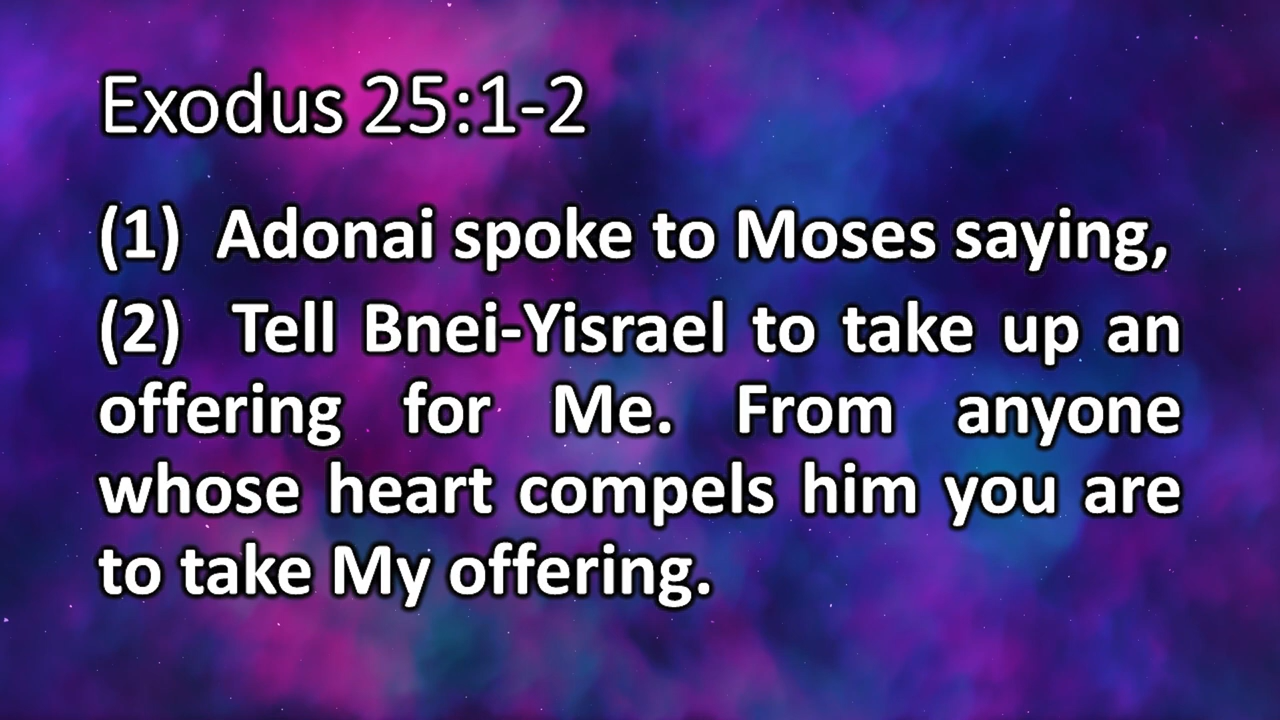 Exodus 25:1-2
(1)  Adonai spoke to Moses saying,
(2)  Tell Bnei-Yisrael to take up an
offering for Me. From anyone
whose heart compels him you are
to take My offering.